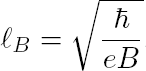 ℓ_B = √(ℏ/(eB))